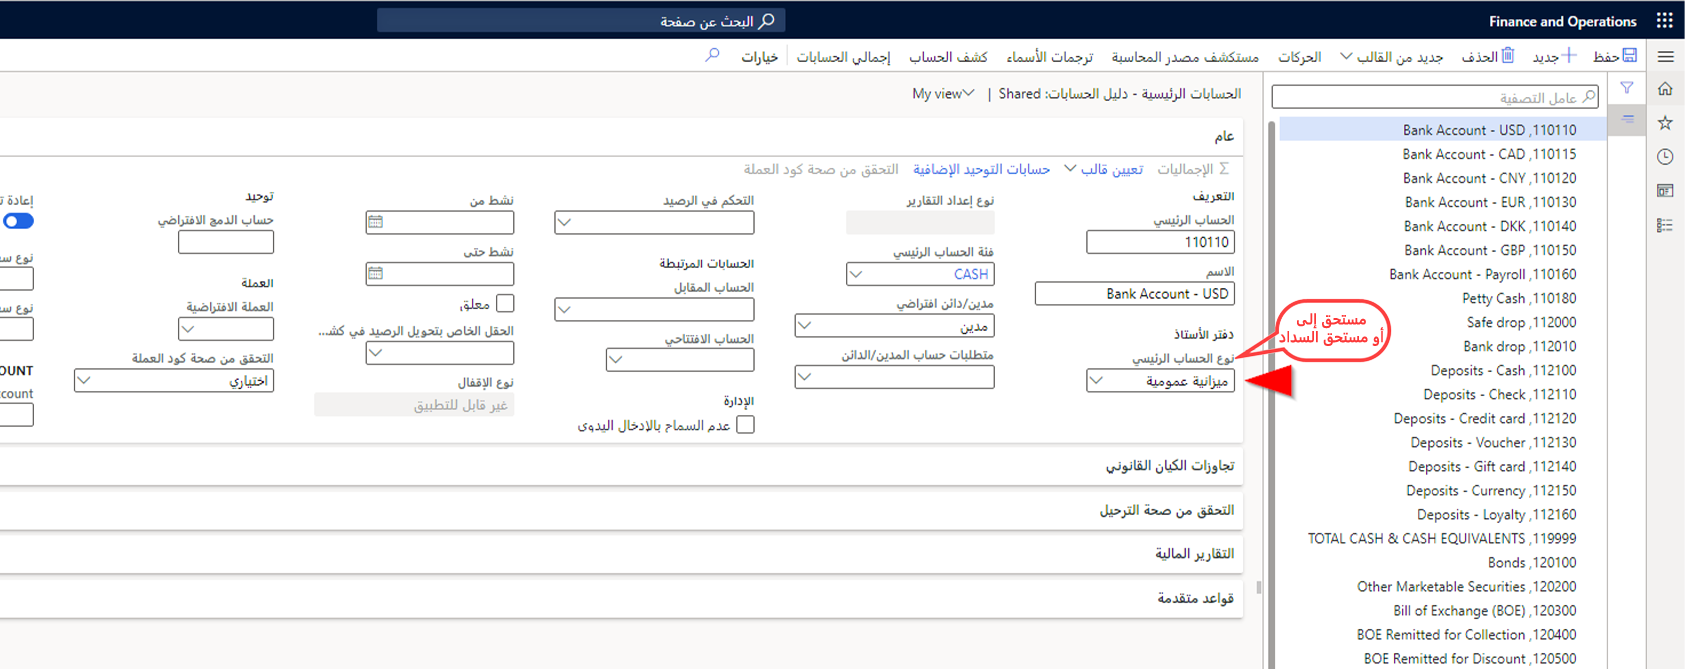 Finance and Operations
البحث عن صفحة
حفظ
جديد
الحذف
جديد من القالب
الحركات
مستكشف مصدر المحاسبة
ترجمات الأسماء
كشف الحساب
إجمالي الحسابات
خيارات
عامل التصفية
110110, Bank Account - USD
110115, Bank Account - CAD
110120, Bank Account - CNY
110130, Bank Account - EUR
110140, Bank Account - DKK
110150, Bank Account - GBP
110160, Bank Account - Payroll
110180, Petty Cash
112000, Safe drop
112010, Bank drop
112100, Deposits - Cash
112110, Deposits - Check
112120, Deposits - Credit card
112130, Deposits - Voucher
112140, Deposits - Gift card
112150, Deposits - Currency
112160, Deposits - Loyalty
119999, TOTAL CASH & CASH EQUIVALENTS
120100, Bonds
120200, Other Marketable Securities
120300, Bill of Exchange (BOE)
120400, BOE Remitted for Collection
120500, BOE Remitted for Discount
الحسابات الرئيسية - دليل الحسابات: Shared | My view
عام
الإجماليات
تعيين قالب
حسابات التوحيد الإضافية
التحقق من صحة كود العملة
التعريف
الحساب الرئيسي
110110
الاسم
Bank Account - USD
دفتر الأستاذ
نوع الحساب الرئيسي
ميزانية عمومية
مستحق إلى
أو مستحق السداد
نوع إعداد التقارير
فئة الحساب الرئيسي
CASH
مدين/دائن افتراضي
مدين
متطلبات حساب المدين/الدائن
التحكم في الرصيد
الحسابات المرتبطة
الحساب المقابل
الحساب الافتتاحي
الإدارة
عدم السماح بالإدخال اليدوي
نشط من
نشط حتى
معلق
الحقل الخاص بتحويل الرصيد في كش...
نوع الإقفال
غير قابل للتطبيق
توحيد
حساب الدمج الافتراضي
العملة
العملة الافتراضية
التحقق من صحة كود العملة
اختياري
إعادة ت
نوع سع
نوع سع
OUNT
ccount
تجاوزات الكيان القانوني
التحقق من صحة الترحيل
التقارير المالية
قواعد متقدمة